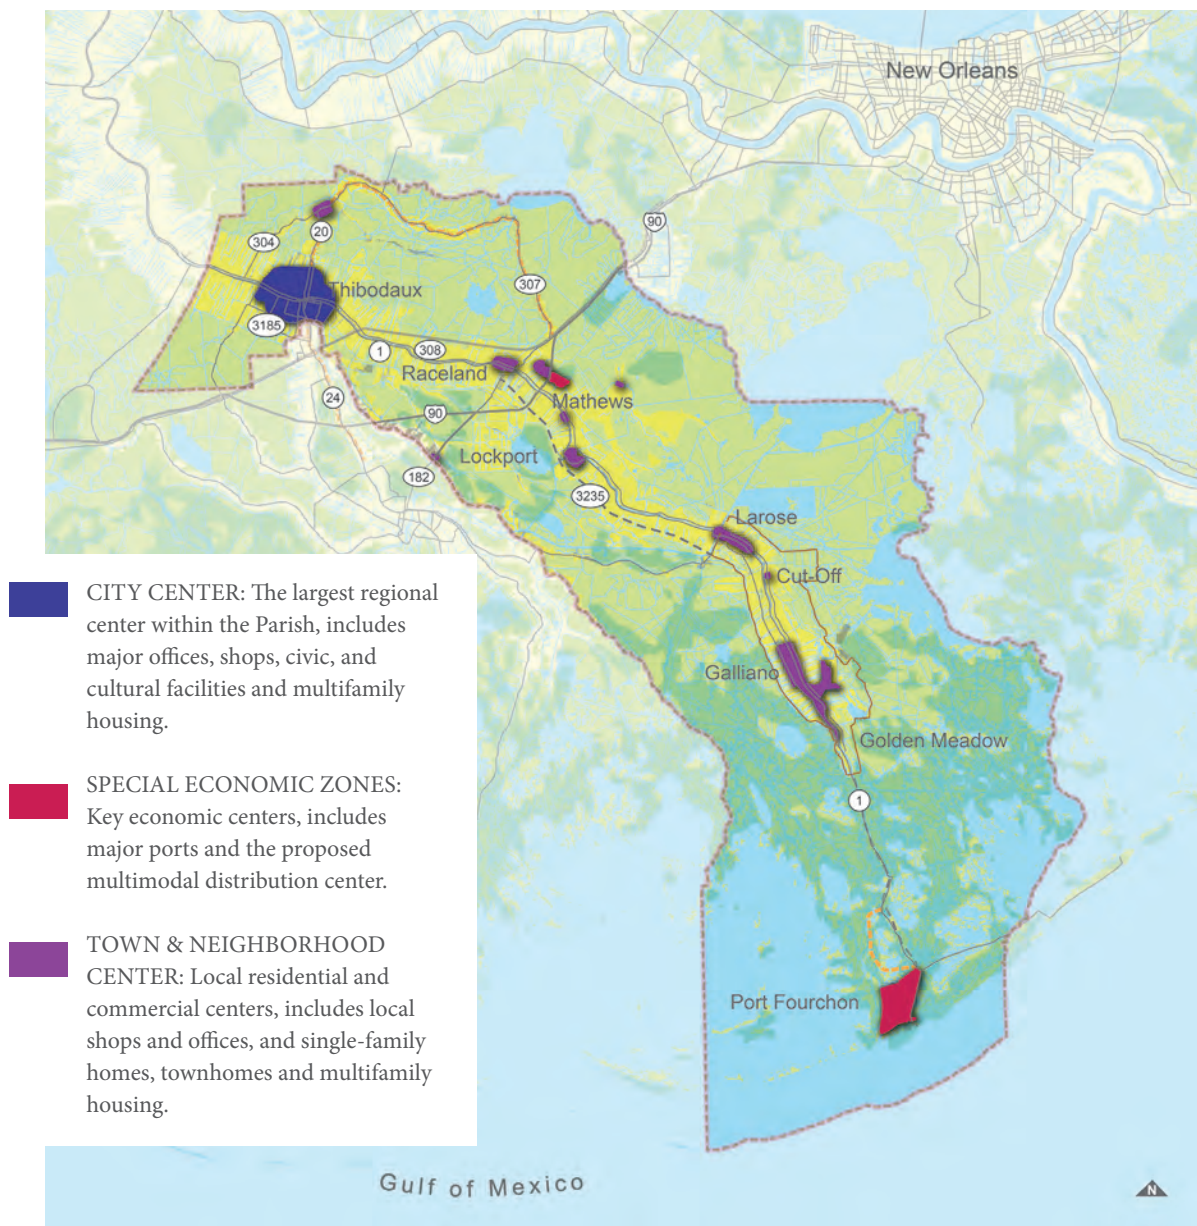 New Orleans
90
304
20
307
Thibodaux
3185
1
308
Raceland
24
90
Mathews
Lockport
182
3235
Larose
Cut-Off
Galliano
Golden Meadow
1
Port Fourchon
CITY CENTER: The largest regional
center within the Parish, includes
major offices, shops, civic, and
cultural facilities and multifamily
housing.
SPECIAL ECONOMIC ZONES:
Key economic centers, includes
major ports and the proposed
multimodal distribution center.
TOWN & NEIGHBORHOOD
CENTER: Local residential and
commercial centers, includes local
shops and offices, and single-family
homes, townhomes and multifamily
housing.
Gulf of Mexico
N